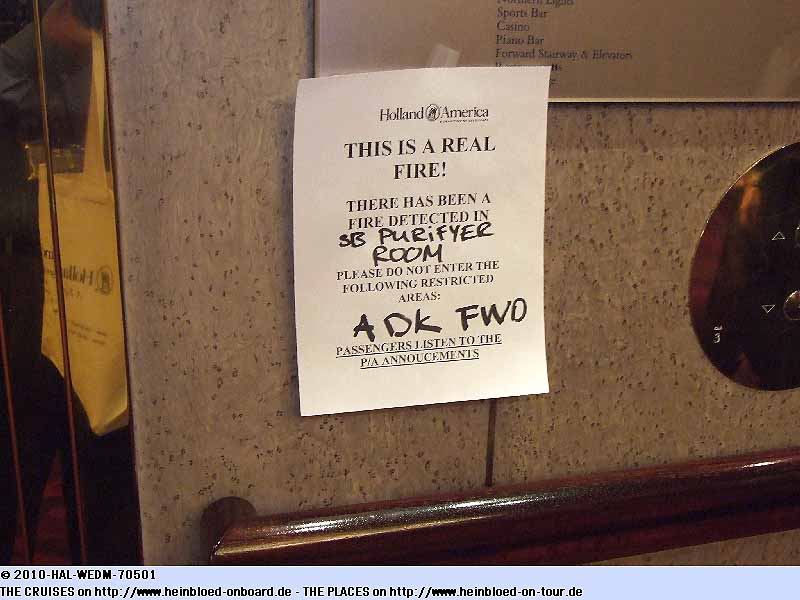 Northern Lights
Sports Bar
Casino
Piano Bar
Forward Stairway & Elevators
Holland America
THIS IS A REAL
FIRE!
THERE HAS BEEN A
FIRE DETECTED IN
SB PURIFYER
ROOM
PLEASE DO NOT ENTER THE
FOLLOWING RESTRICTED
AREAS:
A DK FWD
PASSENGERS LISTEN TO THE
P/A ANNOUCEMENTS
3
© 2010-HAL-WEDM-70501
THE CRUISES on http://www.heinbloed-onboard.de - THE PLACES on http://www.heinbloed-on-tour.de